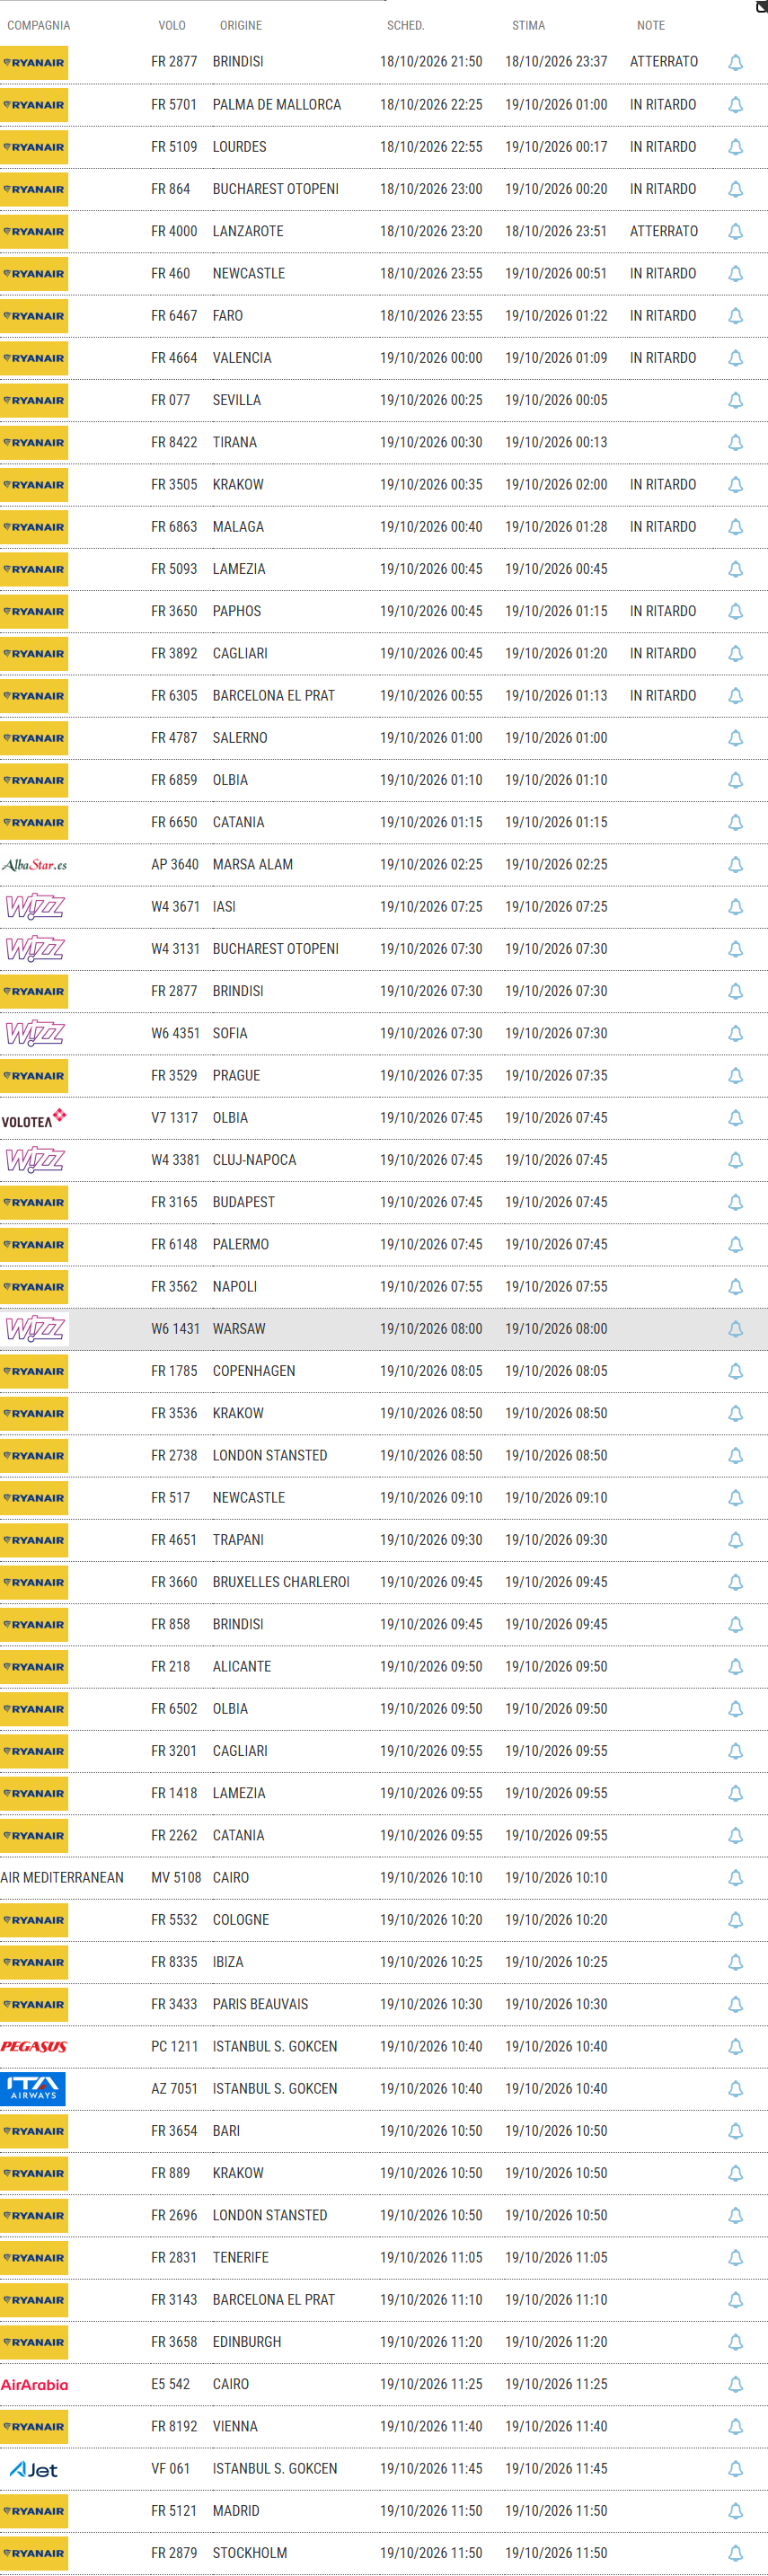 COMPAGNIA VOLO ORIGINE SCHED. STIMA NOTE
RYANAIR FR 2877 BRINDISI 18/10/2026 21:50 18/10/2026 23:37 ATTERRATO
RYANAIR FR 5701 PALMA DE MALLORCA 18/10/2026 22:25 19/10/2026 01:00 IN RITARDO
RYANAIR FR 5109 LOURDES 18/10/2026 22:55 19/10/2026 00:17 IN RITARDO
RYANAIR FR 864 BUCHAREST OTOPENI 18/10/2026 23:00 19/10/2026 00:20 IN RITARDO
RYANAIR FR 4000 LANZAROTE 18/10/2026 23:20 18/10/2026 23:51 ATTERRATO
RYANAIR FR 460 NEWCASTLE 18/10/2026 23:55 19/10/2026 00:51 IN RITARDO
RYANAIR FR 6467 FARO 18/10/2026 23:55 19/10/2026 01:22 IN RITARDO
RYANAIR FR 4664 VALENCIA 19/10/2026 00:00 19/10/2026 01:09 IN RITARDO
RYANAIR FR 077 SEVILLA 19/10/2026 00:25 19/10/2026 00:05
RYANAIR FR 8422 TIRANA 19/10/2026 00:30 19/10/2026 00:13
RYANAIR FR 3505 KRAKOW 19/10/2026 00:35 19/10/2026 02:00 IN RITARDO
RYANAIR FR 6863 MALAGA 19/10/2026 00:40 19/10/2026 01:28 IN RITARDO
RYANAIR FR 5093 LAMEZIA 19/10/2026 00:45 19/10/2026 00:45
RYANAIR FR 3650 PAPHOS 19/10/2026 00:45 19/10/2026 01:15 IN RITARDO
RYANAIR FR 3892 CAGLIARI 19/10/2026 00:45 19/10/2026 01:20 IN RITARDO
RYANAIR FR 6305 BARCELONA EL PRAT 19/10/2026 00:55 19/10/2026 01:13 IN RITARDO
RYANAIR FR 4787 SALERNO 19/10/2026 01:00 19/10/2026 01:00
RYANAIR FR 6859 OLBIA 19/10/2026 01:10 19/10/2026 01:10
RYANAIR FR 6650 CATANIA 19/10/2026 01:15 19/10/2026 01:15
AlbaStar.es AP 3640 MARSA ALAM 19/10/2026 02:25 19/10/2026 02:25
WIZZ W4 3671 IASI 19/10/2026 07:25 19/10/2026 07:25
WIZZ W4 3131 BUCHAREST OTOPENI 19/10/2026 07:30 19/10/2026 07:30
RYANAIR FR 2877 BRINDISI 19/10/2026 07:30 19/10/2026 07:30
WIZZ W6 4351 SOFIA 19/10/2026 07:30 19/10/2026 07:30
RYANAIR FR 3529 PRAGUE 19/10/2026 07:35 19/10/2026 07:35
VOLOTEA V7 1317 OLBIA 19/10/2026 07:45 19/10/2026 07:45
WIZZ W4 3381 CLUJ-NAPOCA 19/10/2026 07:45 19/10/2026 07:45
RYANAIR FR 3165 BUDAPEST 19/10/2026 07:45 19/10/2026 07:45
RYANAIR FR 6148 PALERMO 19/10/2026 07:45 19/10/2026 07:45
RYANAIR FR 3562 NAPOLI 19/10/2026 07:55 19/10/2026 07:55
WIZZ W6 1431 WARSAW 19/10/2026 08:00 19/10/2026 08:00
RYANAIR FR 1785 COPENHAGEN 19/10/2026 08:05 19/10/2026 08:05
RYANAIR FR 3536 KRAKOW 19/10/2026 08:50 19/10/2026 08:50
RYANAIR FR 2738 LONDON STANSTED 19/10/2026 08:50 19/10/2026 08:50
RYANAIR FR 517 NEWCASTLE 19/10/2026 09:10 19/10/2026 09:10
RYANAIR FR 4651 TRAPANI 19/10/2026 09:30 19/10/2026 09:30
RYANAIR FR 3660 BRUXELLES CHARLEROI 19/10/2026 09:45 19/10/2026 09:45
RYANAIR FR 858 BRINDISI 19/10/2026 09:45 19/10/2026 09:45
RYANAIR FR 218 ALICANTE 19/10/2026 09:50 19/10/2026 09:50
RYANAIR FR 6502 OLBIA 19/10/2026 09:50 19/10/2026 09:50
RYANAIR FR 3201 CAGLIARI 19/10/2026 09:55 19/10/2026 09:55
RYANAIR FR 1418 LAMEZIA 19/10/2026 09:55 19/10/2026 09:55
RYANAIR FR 2262 CATANIA 19/10/2026 09:55 19/10/2026 09:55
AIR MEDITERRANEAN MV 5108 CAIRO 19/10/2026 10:10 19/10/2026 10:10
RYANAIR FR 5532 COLOGNE 19/10/2026 10:20 19/10/2026 10:20
RYANAIR FR 8335 IBIZA 19/10/2026 10:25 19/10/2026 10:25
RYANAIR FR 3433 PARIS BEAUVAIS 19/10/2026 10:30 19/10/2026 10:30
PEGASUS PC 1211 ISTANBUL S. GOKCEN 19/10/2026 10:40 19/10/2026 10:40
ITA AIRWAYS AZ 7051 ISTANBUL S. GOKCEN 19/10/2026 10:40 19/10/2026 10:40
RYANAIR FR 3654 BARI 19/10/2026 10:50 19/10/2026 10:50
RYANAIR FR 889 KRAKOW 19/10/2026 10:50 19/10/2026 10:50
RYANAIR FR 2696 LONDON STANSTED 19/10/2026 10:50 19/10/2026 10:50
RYANAIR FR 2831 TENERIFE 19/10/2026 11:05 19/10/2026 11:05
RYANAIR FR 3143 BARCELONA EL PRAT 19/10/2026 11:10 19/10/2026 11:10
RYANAIR FR 3658 EDINBURGH 19/10/2026 11:20 19/10/2026 11:20
AirArabia E5 542 CAIRO 19/10/2026 11:25 19/10/2026 11:25
RYANAIR FR 8192 VIENNA 19/10/2026 11:40 19/10/2026 11:40
AJet VF 061 ISTANBUL S. GOKCEN 19/10/2026 11:45 19/10/2026 11:45
RYANAIR FR 5121 MADRID 19/10/2026 11:50 19/10/2026 11:50
RYANAIR FR 2879 STOCKHOLM 19/10/2026 11:50 19/10/2026 11:50